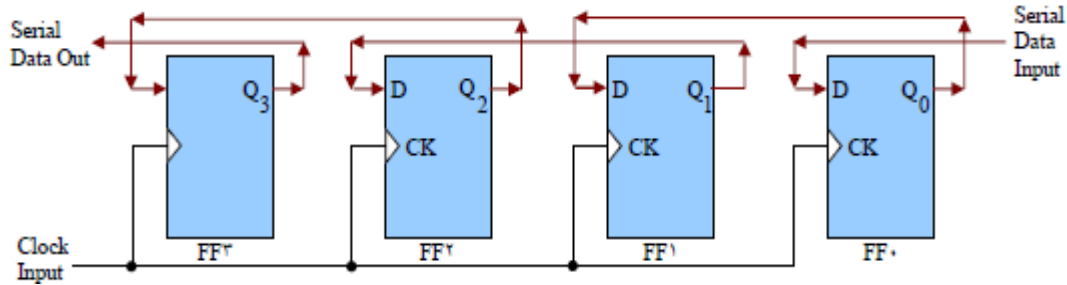 Serial
Data Out
Serial
Data
Input
Q3
D
Q2
D
Q1
D
Q0
CK
CK
CK
Clock
Input
FF۳
FF۲
FF۱
FF۰